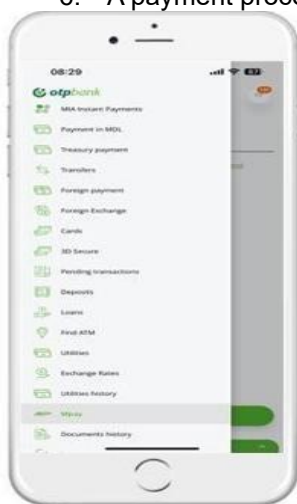 A payment proce
08:29
67
otpbank
MIA Instant Payments
Payment in MDL
Treasury payment
Transfers
Foreign payment
Foreign Exchange
Cards
3D Secure
Pending transactions
Deposits
Loans
Find ATM
Utilities
Exchange Rates
Utilities history
Documents history